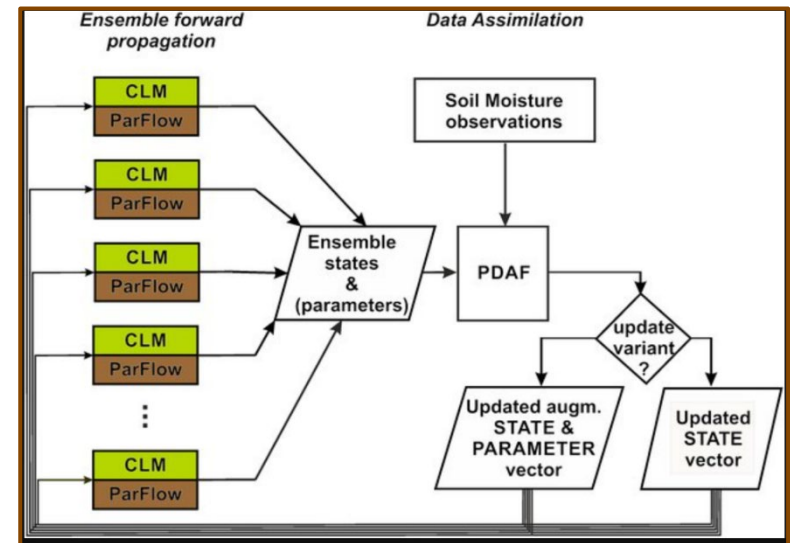 Ensemble forward
propagation
Data Assimilation
CLM
ParFlow
CLM
ParFlow
CLM
ParFlow
CLM
ParFlow
CLM
ParFlow
Ensemble
states
&
(parameters)
Soil Moisture
observations
PDAF
update
variant
?
Updated augm.
STATE &
PARAMETER
vector
Updated
STATE
vector